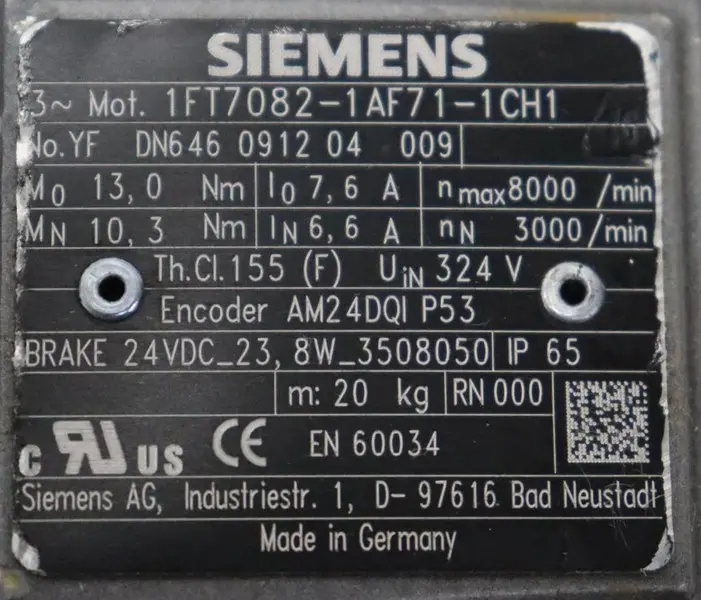 SIEMENS
3~ Mot. 1FT7082-1AF71-1CH1
No.YF DN646 0912 04 009
M0 13,0 Nm I0 7,6 A nmax8000 /min
MN 10,3 Nm IN 6,6 A nN 3000/min
Th.Cl.155 (F) UiN 324 V
Encoder AM24DQI P53
BRAKE 24VDC_23,8W_3508050 IP 65
m: 20 kg RN 000
c RU US CE EN 60034
Siemens AG, Industriestr. 1, D- 97616 Bad Neustadt
Made in Germany